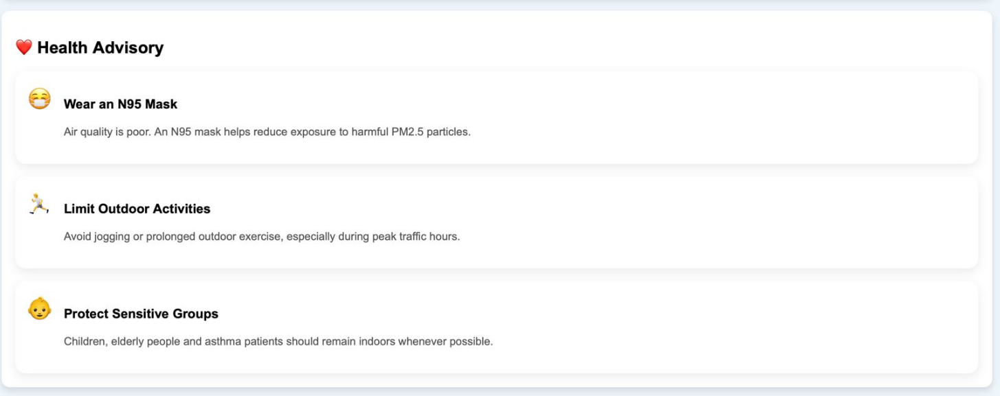 Health Advisory
Wear an N95 Mask
Air quality is poor. An N95 mask helps reduce exposure to harmful PM2.5 particles.
Limit Outdoor Activities
Avoid jogging or prolonged outdoor exercise, especially during peak traffic hours.
Protect Sensitive Groups
Children, elderly people and asthma patients should remain indoors whenever possible.